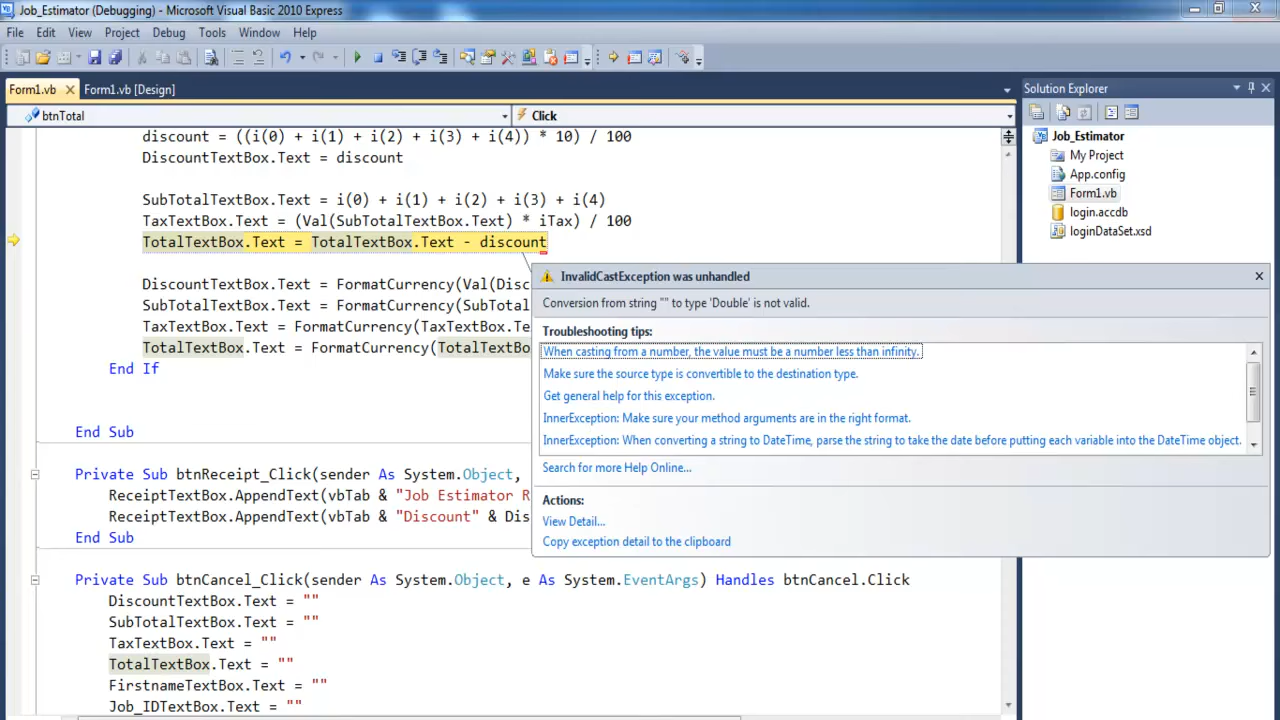 Job_Estimator (Debugging) - Microsoft Visual Basic 2010 Express
File Edit View Project Debug Tools Window Help
Form1.vb Form1.vb [Design]
btnTotal Click
discount = ((i(0) + i(1) + i(2) + i(3) + i(4)) * 10) / 100
DiscountTextBox.Text = discount
SubTotalTextBox.Text = i(0) + i(1) + i(2) + i(3) + i(4)
TaxTextBox.Text = (Val(SubTotalTextBox.Text) * iTax) / 100
TotalTextBox.Text = TotalTextBox.Text - discount
DiscountTextBox.Text = FormatCurrency(Val(Disc
SubTotalTextBox.Text = FormatCurrency(SubTotal
TaxTextBox.Text = FormatCurrency(TaxTextBox.Te
TotalTextBox.Text = FormatCurrency(TotalTextBo
End If
End Sub
Private Sub btnReceipt_Click(sender As System.Object,
ReceiptTextBox.AppendText(vbTab & "Job Estimator R
ReceiptTextBox.AppendText(vbTab & "Discount" & Dis
End Sub
Private Sub btnCancel_Click(sender As System.Object, e As System.EventArgs) Handles btnCancel.Click
DiscountTextBox.Text = ""
SubTotalTextBox.Text = ""
TaxTextBox.Text = ""
TotalTextBox.Text = ""
FirstnameTextBox.Text = ""
Job_IDTextBox.Text = ""
InvalidCastException was unhandled
Conversion from string "" to type 'Double' is not valid.
Troubleshooting tips:
When casting from a number, the value must be a number less than infinity.
Make sure the source type is convertible to the destination type.
Get general help for this exception.
InnerException: Make sure your method arguments are in the right format.
InnerException: When converting a string to DateTime, parse the string to take the date before putting each variable into the DateTime object.
Search for more Help Online...
Actions:
View Detail...
Copy exception detail to the clipboard
Solution Explorer
Job_Estimator
My Project
App.config
Form1.vb
login.accdb
loginDataSet.xsd